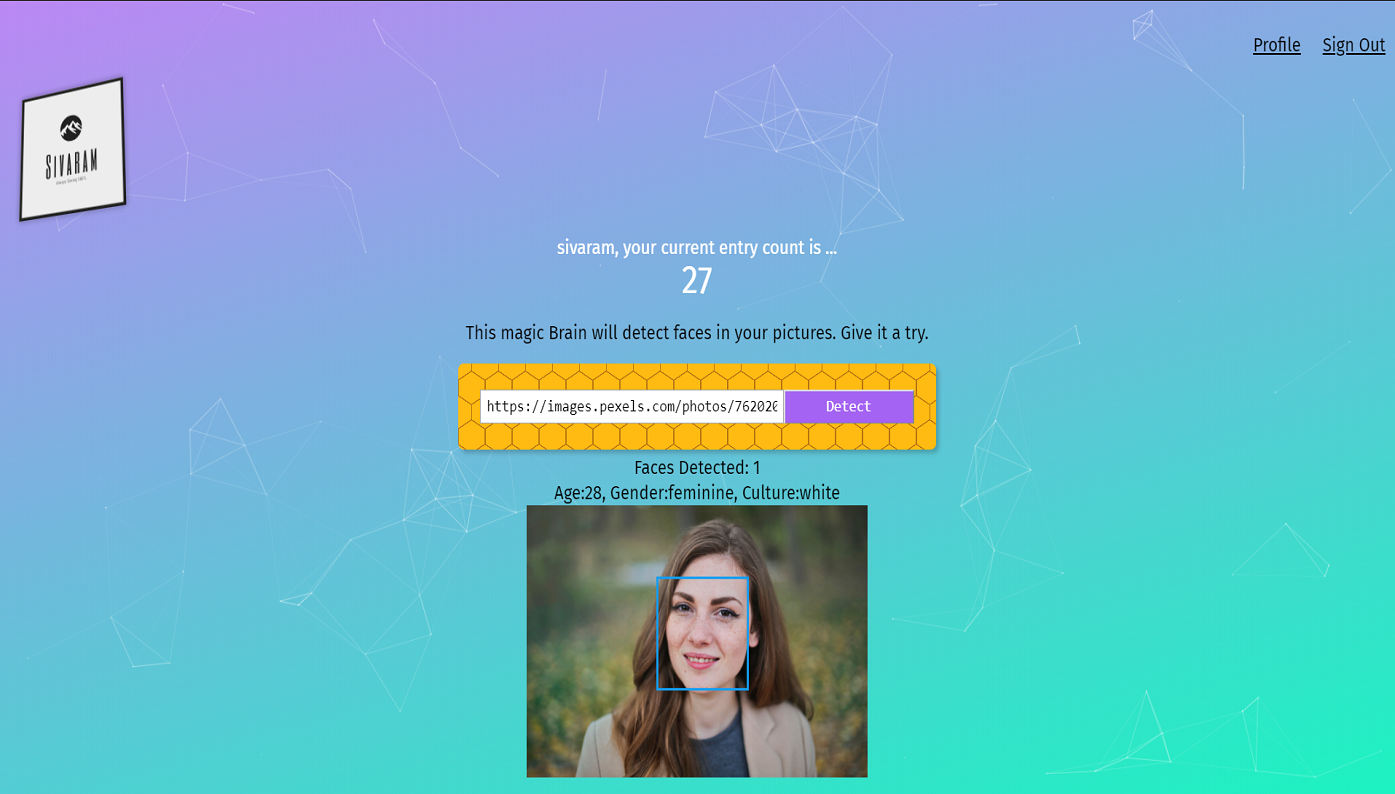 Profile Sign Out
SIVARAM
sivaram, your current entry count is ...
27
This magic Brain will detect faces in your pictures. Give it a try.
https://images.pexels.com/photos/762020 Detect
Faces Detected: 1
Age:28, Gender:feminine, Culture:white